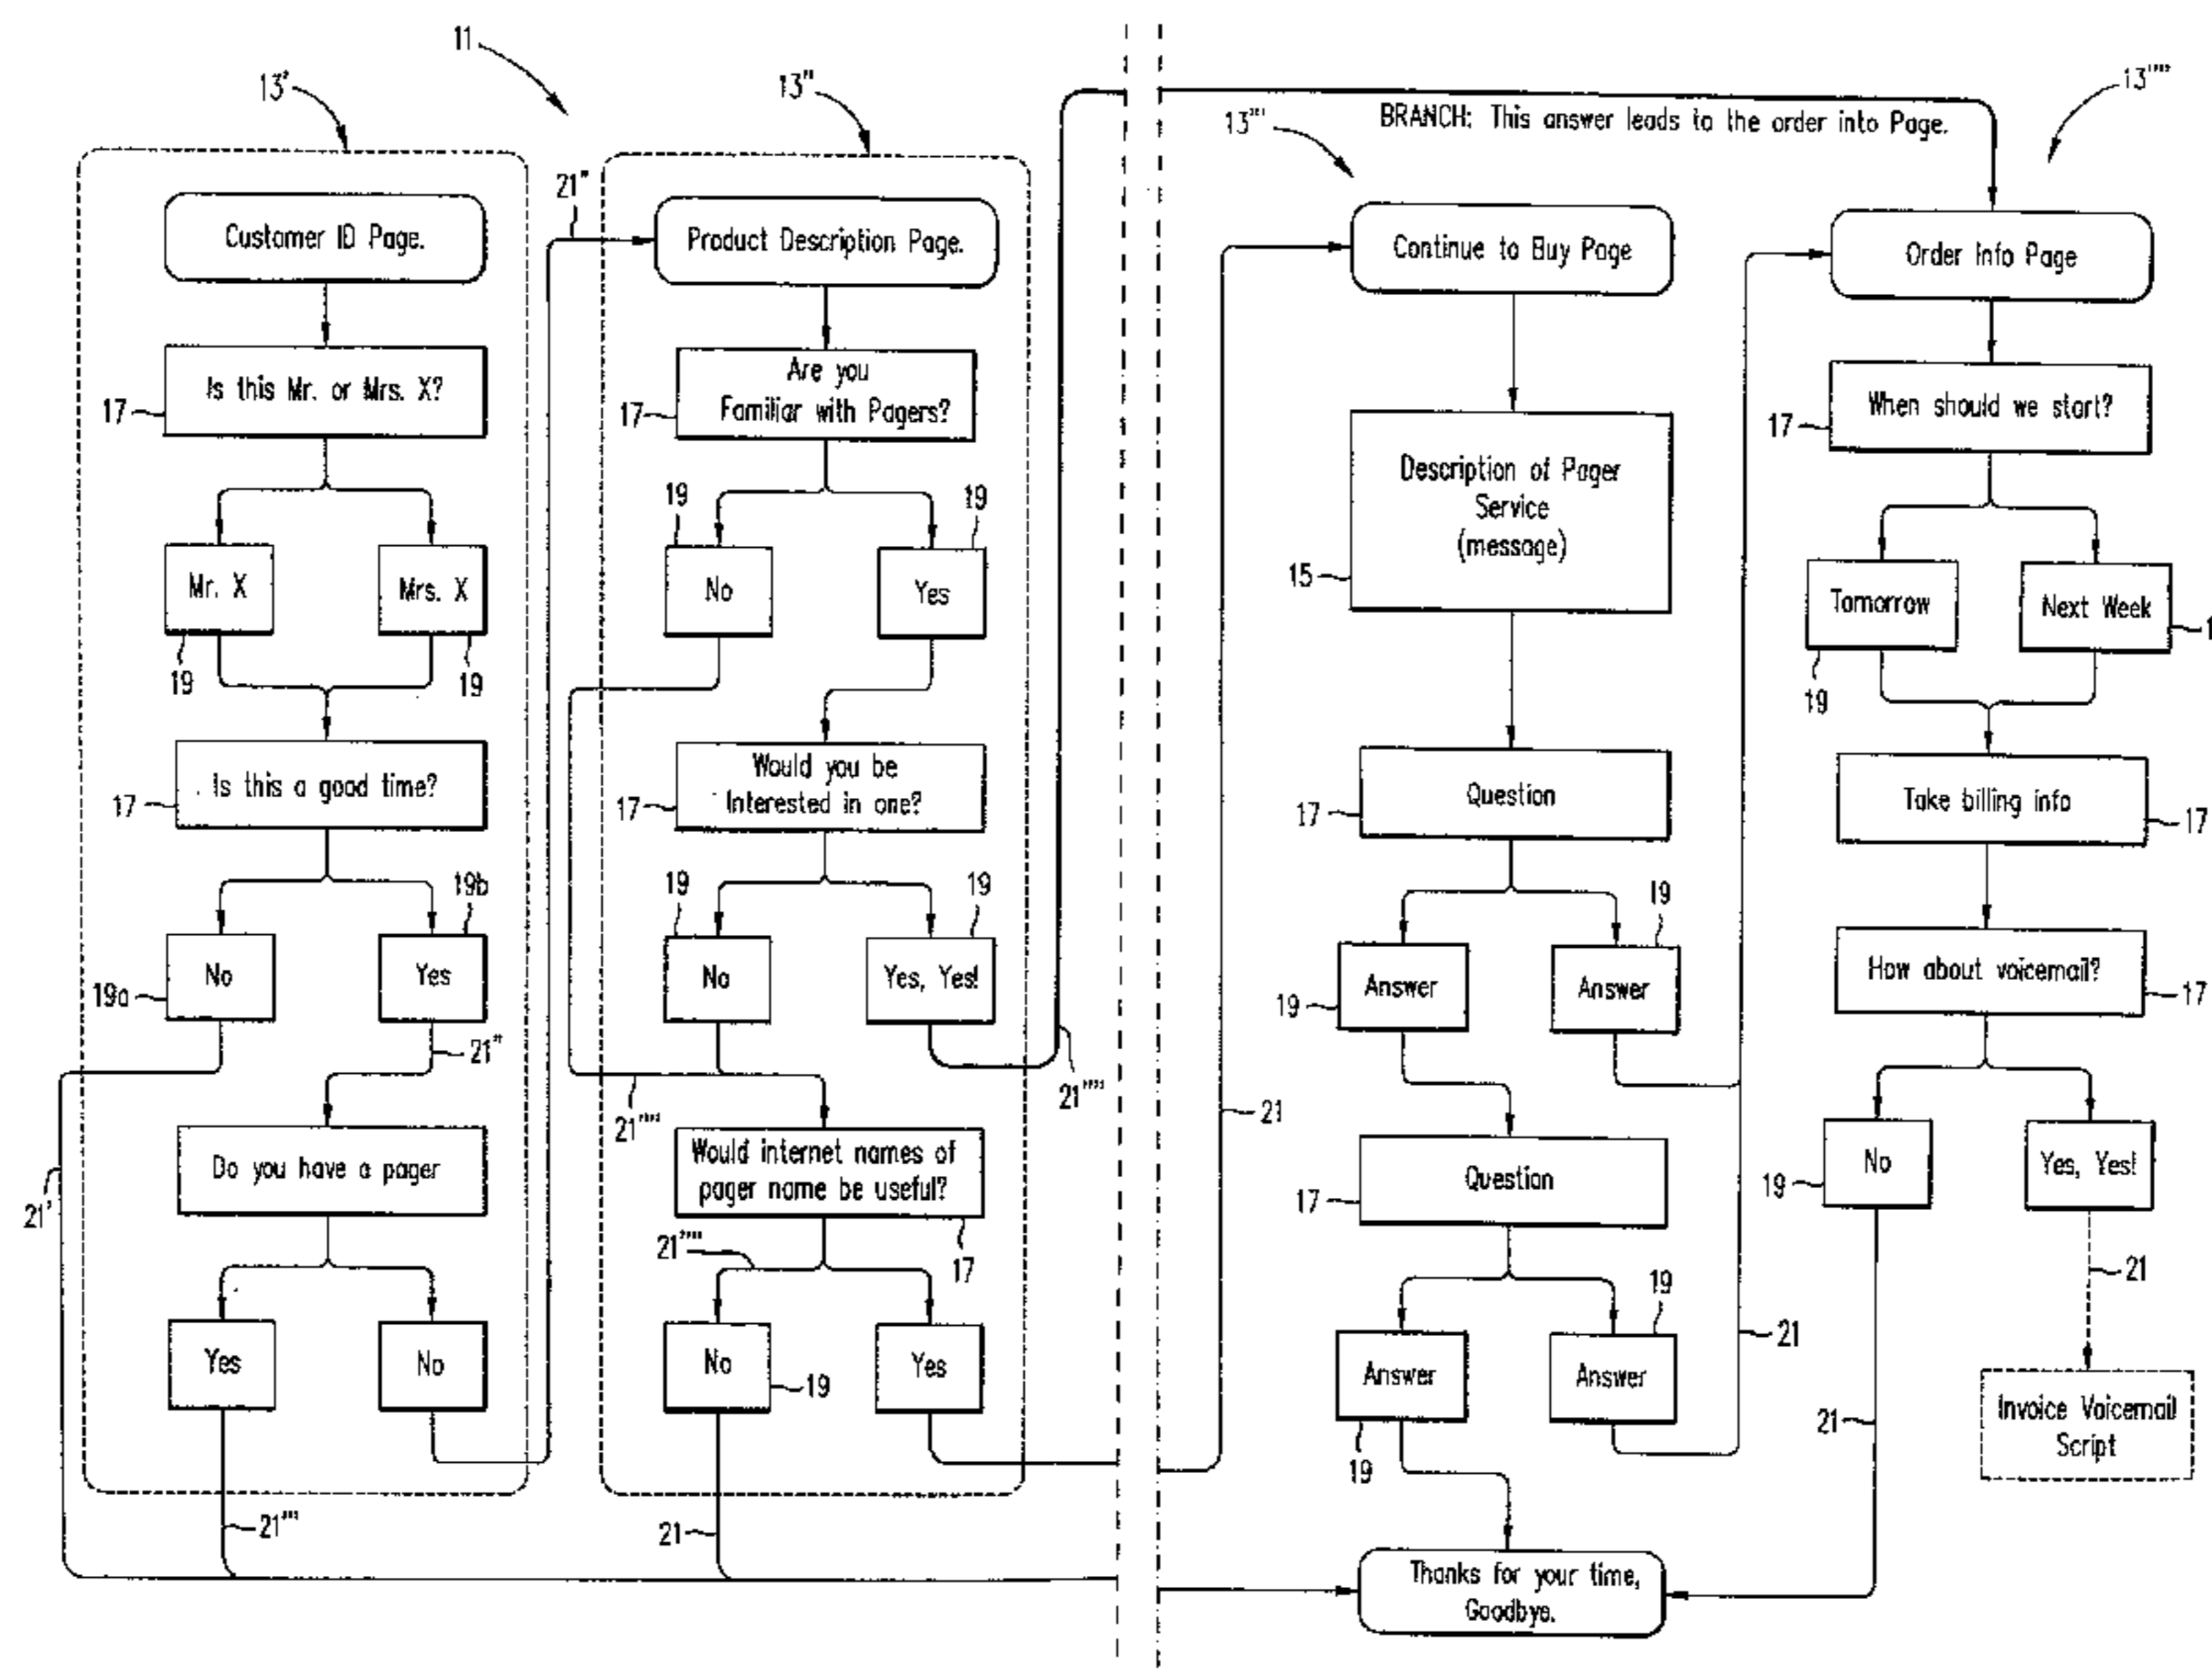 11
13'
Customer ID Page.
Is this Mr. or Mrs. X?
17
Mr. X
Mrs. X
19
19
. Is this a good time?
17
19b
No
Yes
19a
21"
Do you have a pager
21'
Yes
No
21'''
13"
21"
Product Description Page.
Are you
Familiar with Pagers?
17
19
19
No
Yes
Would you be
Interested in one?
17
19
19
No
Yes, Yes!
21''''
21''''
Would internet names of
pager name be useful?
17
21''''
No
Yes
19
21
BRANCH: This answer leads to the order into Page.
13'''
Continue to Buy Page
Description of Pager
Service
(message)
15
Question
17
19
Answer
Answer
19
21
Question
17
19
Answer
Answer
19
21
Thanks for your time,
Goodbye.
13''''
Order Info Page
When should we start?
17
Tomorrow
Next Week
1
19
Take billing info
17
How about voicemail?
17
No
Yes, Yes!
19
21
21
Invoice Voicemail
Script